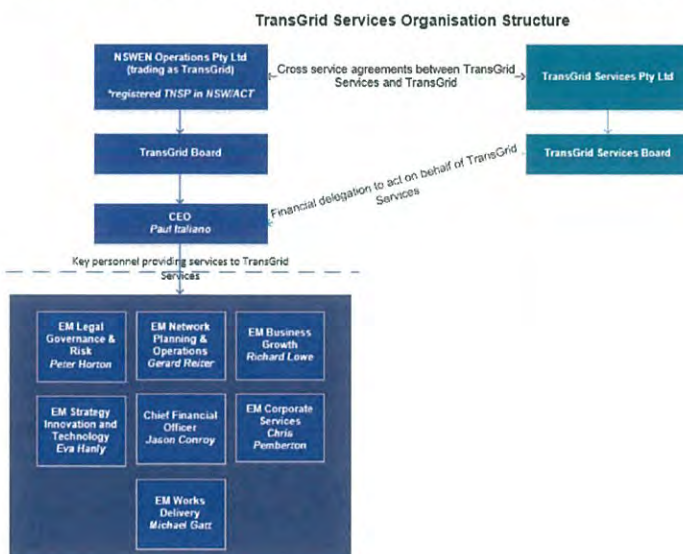 TransGrid Services Organisation Structure
NSWEN Operations Pty Ltd
(trading as TransGrid)
*registered TNSP in NSW/ACT
Cross service agreements between TransGrid
Services and TransGrid
TransGrid Services Pty Ltd
TransGrid Board
TransGrid Services Board
Financial delegation to act on behalf of TransGrid
Services
CEO
Paul Italiano
Key personnel providing services to TransGrid
Services
EM Legal
Governance &
Risk
Peter Horton
EM Network
Planning &
Operations
Gerard Reiter
EM Business
Growth
Richard Lowe
EM Strategy
Innovation and
Technology
Eva Hanly
Chief Financial
Officer
Jason Conroy
EM Corporate
Services
Chris
Pemberton
EM Works
Delivery
Michael Gatt